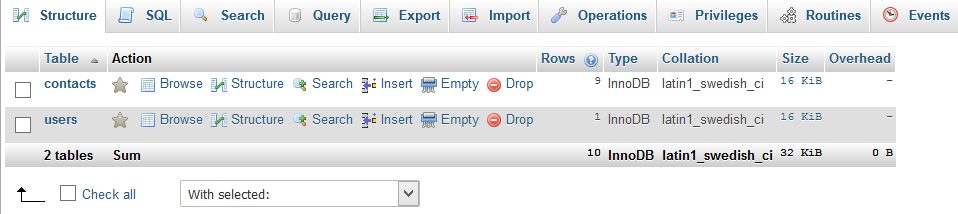 Structure SQL Search Query Export Import Operations Privileges Routines Events
Table Action Rows Type Collation Size Overhead
contacts Browse Structure Search Insert Empty Drop 9 InnoDB latin1_swedish_ci 16 KiB -
users Browse Structure Search Insert Empty Drop 1 InnoDB latin1_swedish_ci 16 KiB -
2 tables Sum 10 InnoDB latin1_swedish_ci 32 KiB 0 B
Check all With selected: